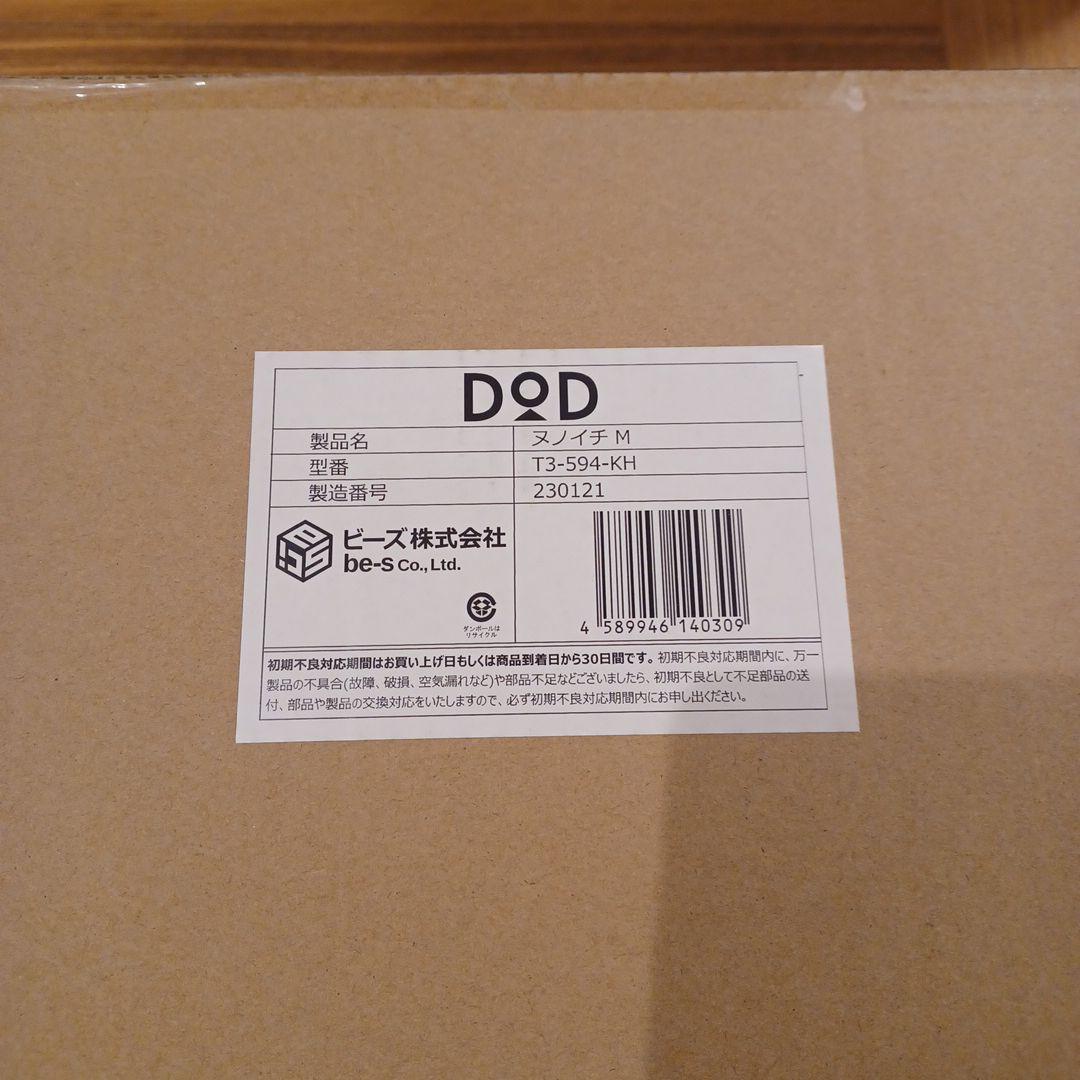 DOD
製品名 ヌノイチ M
型番 T3-594-KH
製造番号 230121
ビーズ株式会社
be-s Co., Ltd.
ダンボールは
リサイクル
4 589946 140309
初期不良対応期間はお買い上げ日もしくは商品到着日から30日間です。初期不良対応期間内に、万一
製品の不具合(故障、破損、空気漏れなど)や部品不足などございましたら、初期不良として不足部品の送
付、部品や製品の交換対応をいたしますので、必ず初期不良対応期間内にお申し出ください。